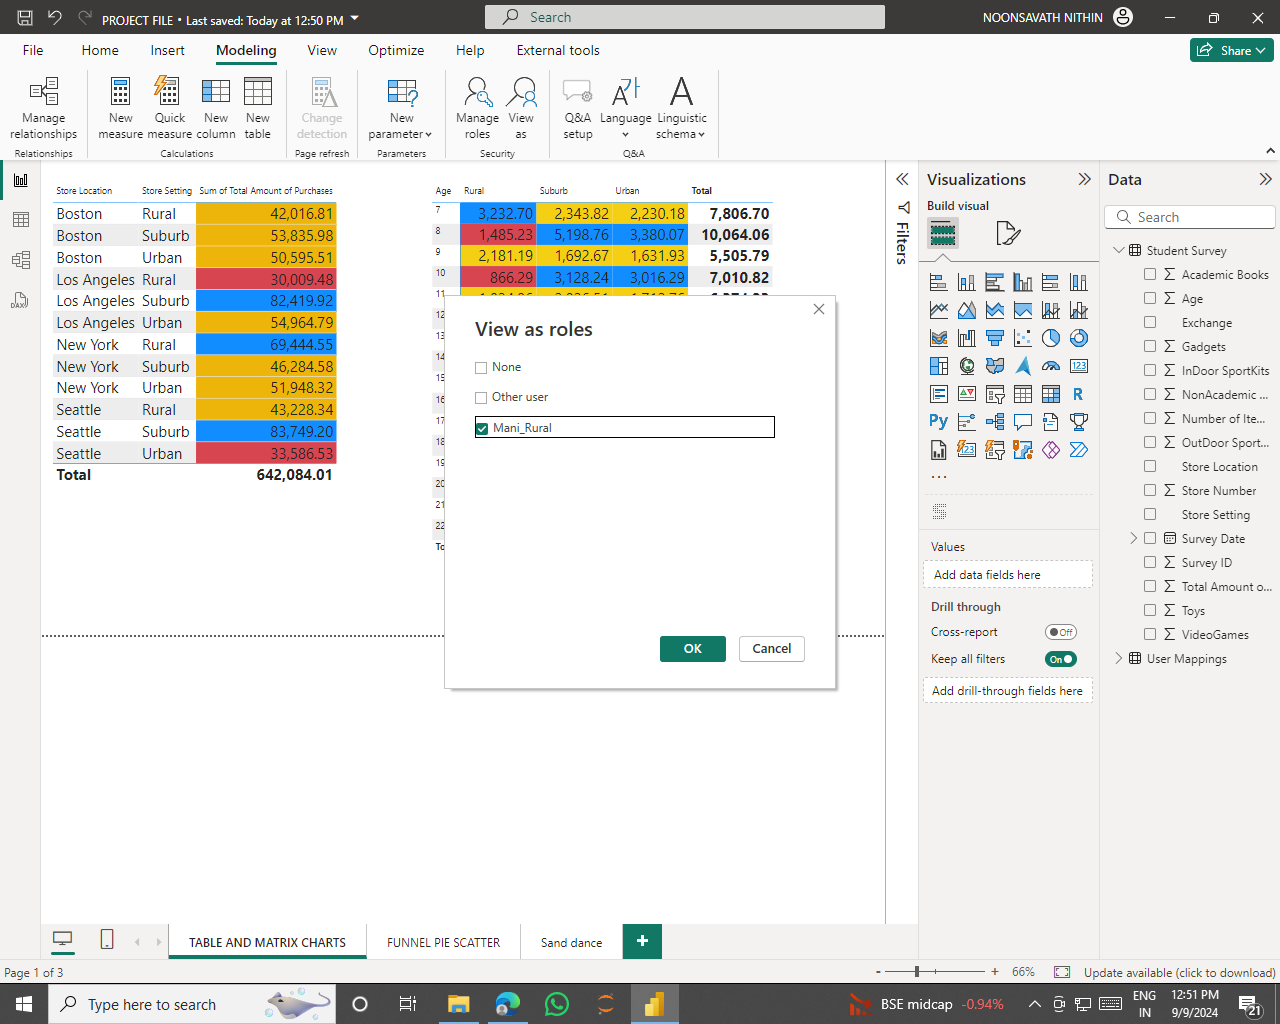 PROJECT FILE • Last saved: Today at 12:50 PM
Search
NOONSAVATH NITHIN
File
Home
Insert
Modeling
View
Optimize
Help
External tools
Share
Manage relationships
New measure
Quick measure
New column
New table
Change detection
New parameter
Manage roles
View as
Q&A setup
Language
Linguistic schema
Relationships
Calculations
Page refresh
Parameters
Security
Q&A
Store Location Store Setting Sum of Total Amount of Purchases
Boston Rural 42,016.81
Boston Suburb 53,835.98
Boston Urban 50,595.51
Los Angeles Rural 30,009.48
Los Angeles Suburb 82,419.92
Los Angeles Urban 54,964.79
New York Rural 69,444.55
New York Suburb 46,284.58
New York Urban 51,948.32
Seattle Rural 43,228.34
Seattle Suburb 83,749.20
Seattle Urban 33,586.53
Total 642,084.01
Age Rural Suburb Urban Total
7 3,232.70 2,343.82 2,230.18 7,806.70
8 1,485.23 5,198.76 3,380.07 10,064.06
9 2,181.19 1,692.67 1,631.93 5,505.79
10 866.29 3,128.24 3,016.29 7,010.82
11
12
13
14
15
16
17
18
19
20
21
22
To
View as roles
None
Other user
Mani_Rural
OK
Cancel
Filters
Visualizations
Build visual
123
R
Py
123
...
Values
Add data fields here
Drill through
Cross-report
Off
Keep all filters
On
Add drill-through fields here
Data
Search
Student Survey
Academic Books
Age
Exchange
Gadgets
InDoor SportKits
NonAcademic ...
Number of Ite...
OutDoor Sport...
Store Location
Store Number
Store Setting
Survey Date
Survey ID
Total Amount o...
Toys
VideoGames
User Mappings
DAX
TABLE AND MATRIX CHARTS
FUNNEL PIE SCATTER
Sand dance
+
Page 1 of 3
- + 66%
Update available (click to download)
Type here to search
BSE midcap -0.94%
ENG
IN
12:51 PM
9/9/2024
21